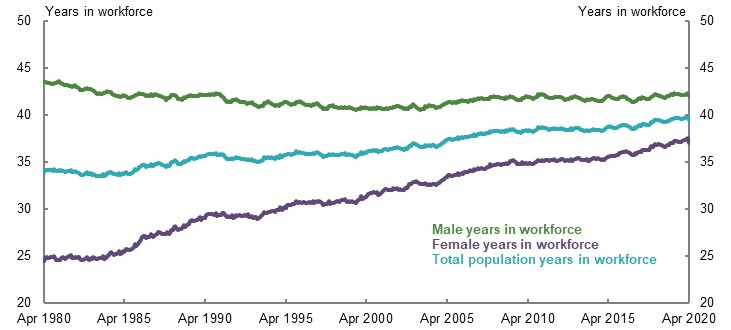 Years in workforce Years in workforce
50 50
45 45
40 40
35 35
30 30
25 25
20 20
Male years in workforce
Female years in workforce
Total population years in workforce
Apr 1980 Apr 1985 Apr 1990 Apr 1995 Apr 2000 Apr 2005 Apr 2010 Apr 2015 Apr 2020